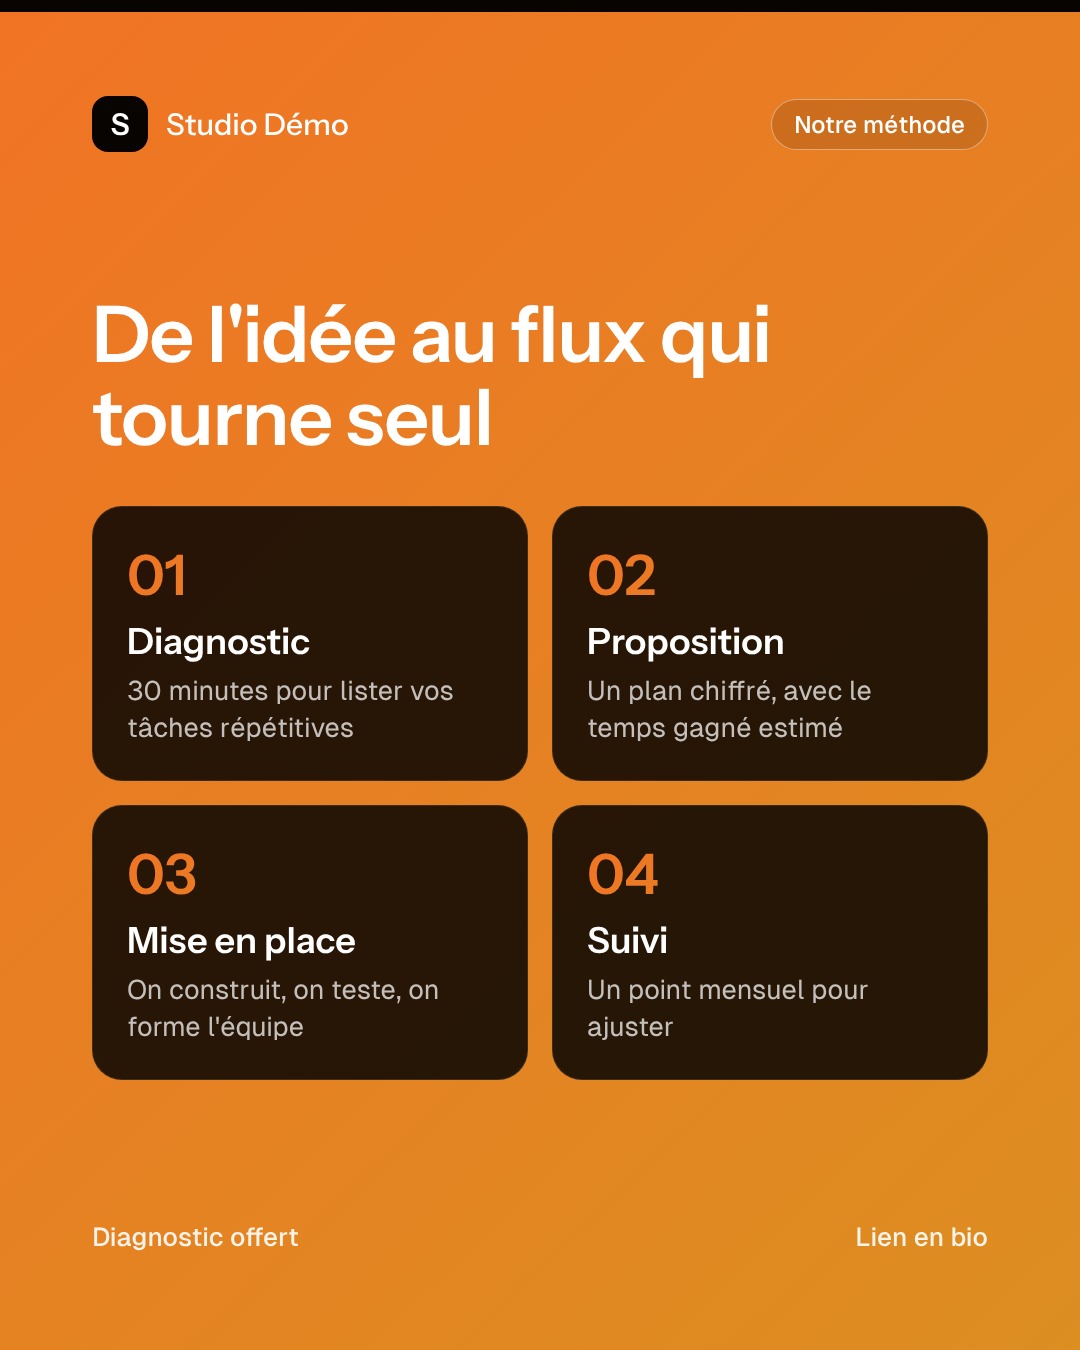 S
Studio Démo
Notre méthode
De l'idée au flux qui
tourne seul
01
Diagnostic
30 minutes pour lister vos
tâches répétitives
02
Proposition
Un plan chiffré, avec le
temps gagné estimé
03
Mise en place
On construit, on teste, on
forme l'équipe
04
Suivi
Un point mensuel pour
ajuster
Diagnostic offert
Lien en bio